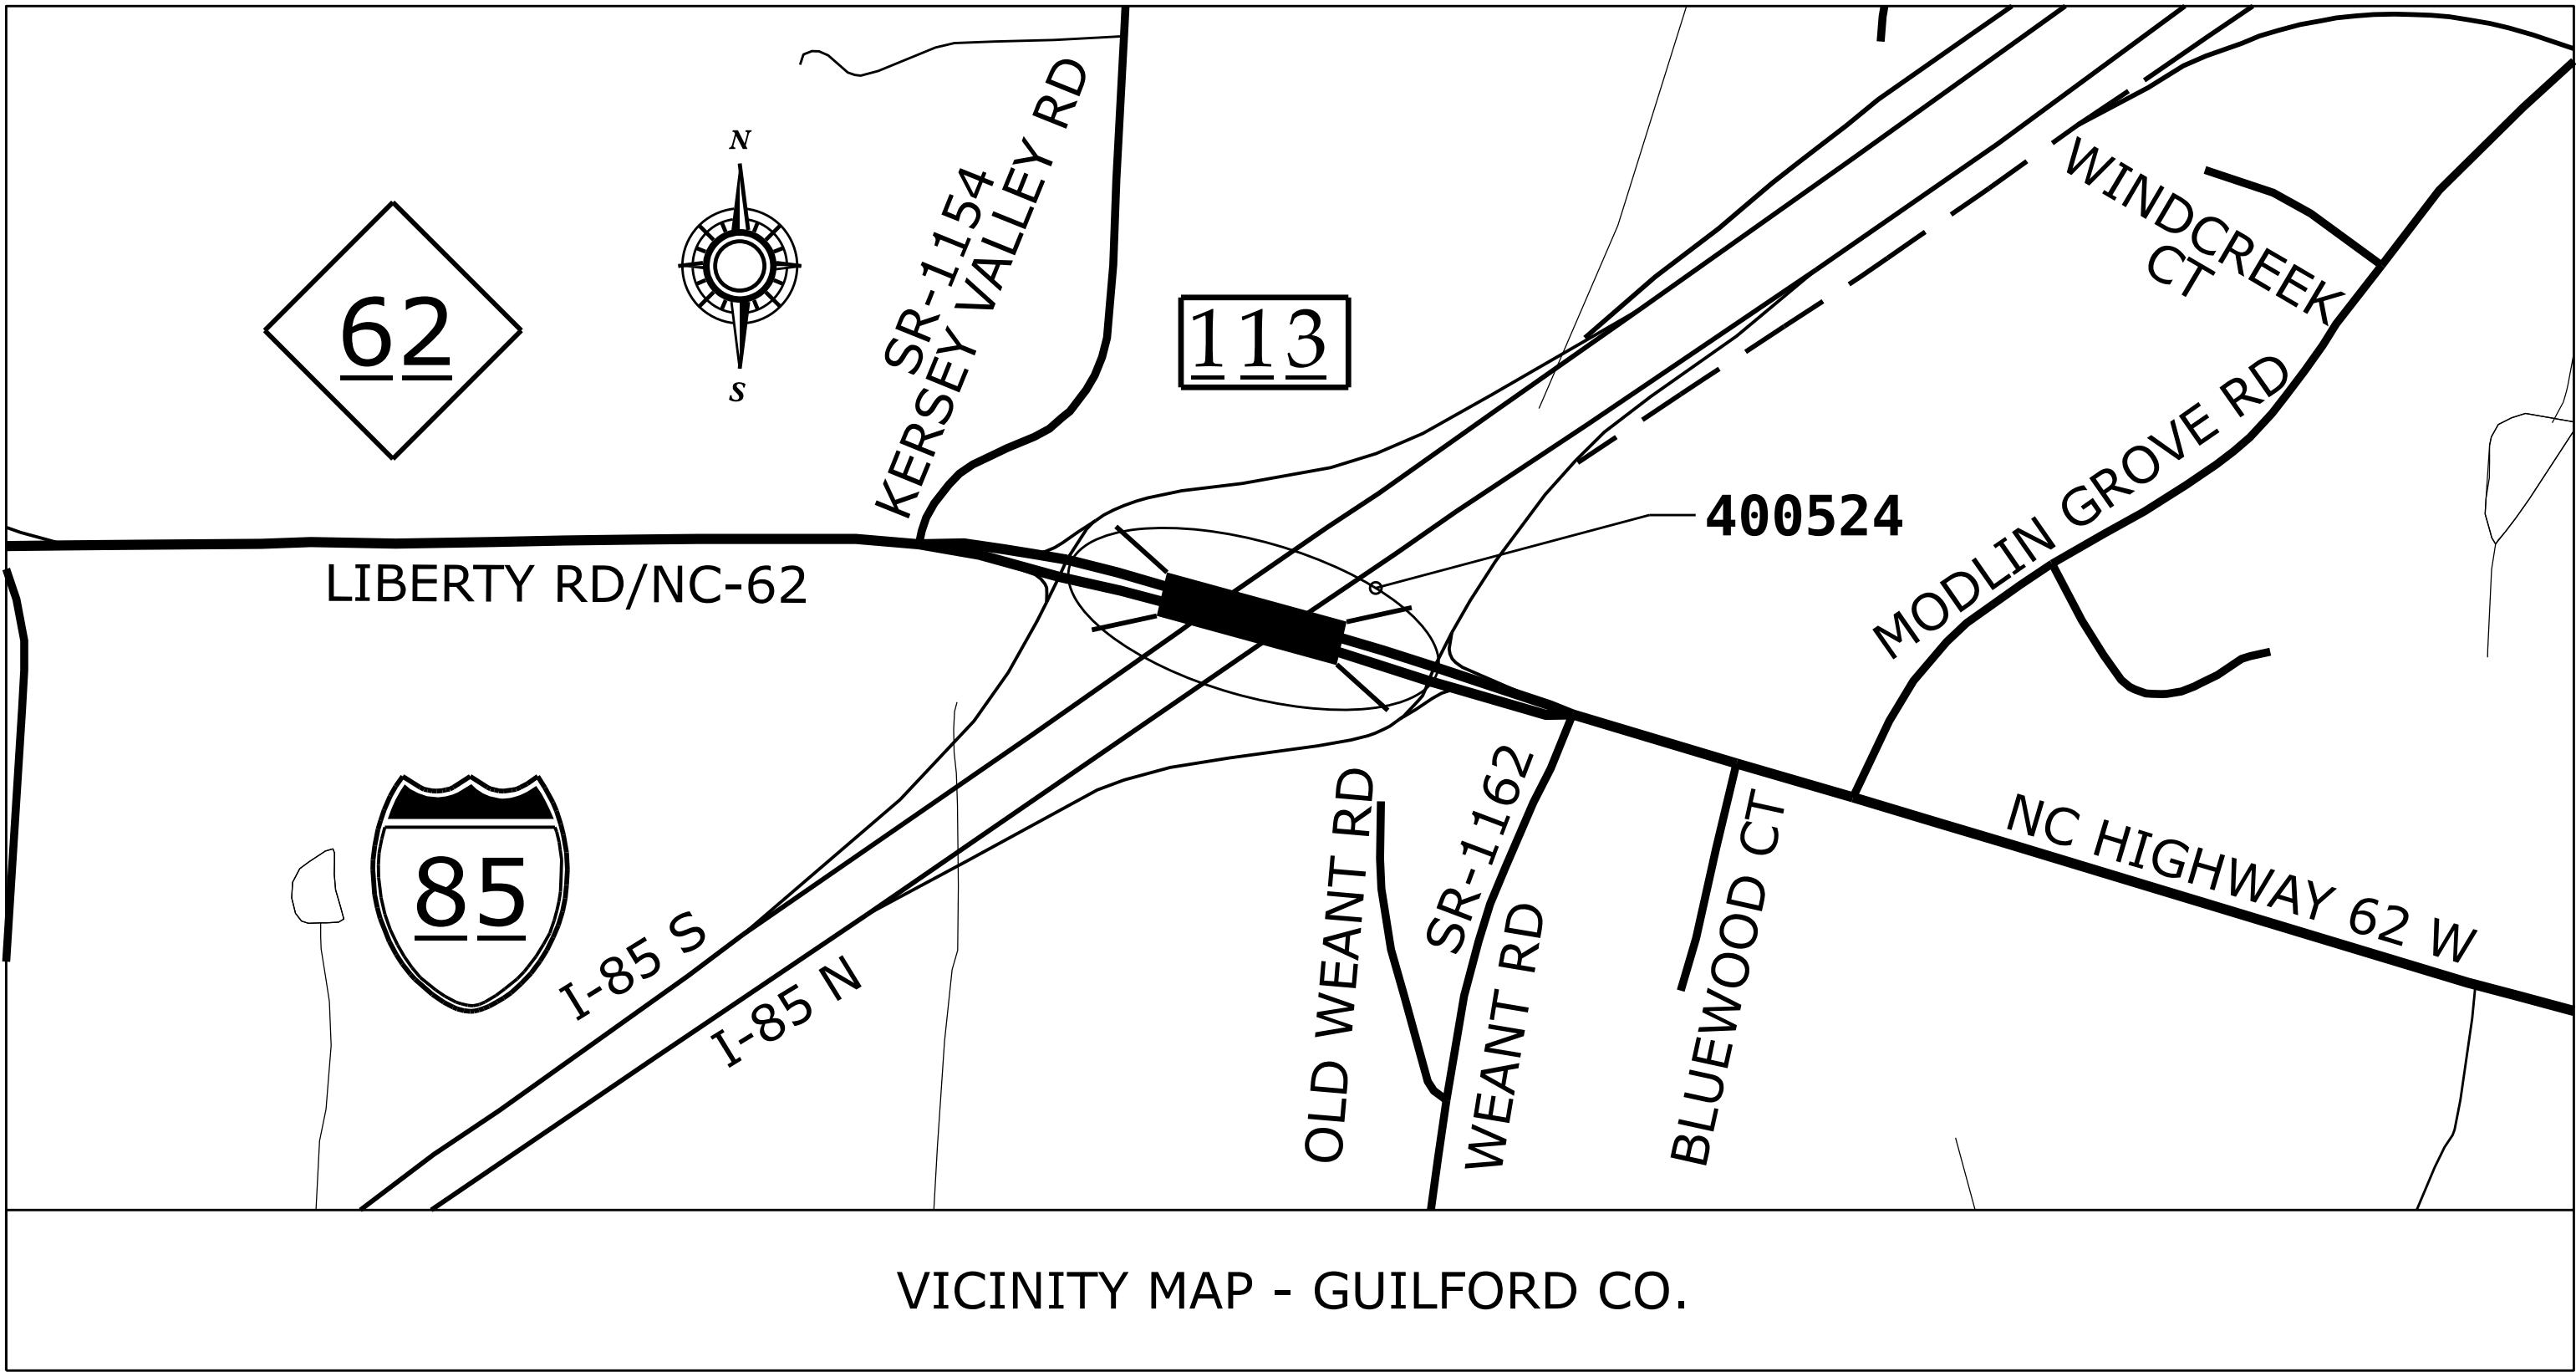 N
S
62
SR-1154
KERSEY VALLEY RD
113
WINDCREEK
CT
400524
MODLIN GROVE RD
LIBERTY RD/NC-62
85
I-85 S
I-85 N
OLD WEANT RD
SR-1162
WEANT RD
BLUEWOOD CT
NC HIGHWAY 62 W
VICINITY MAP - GUILFORD CO.